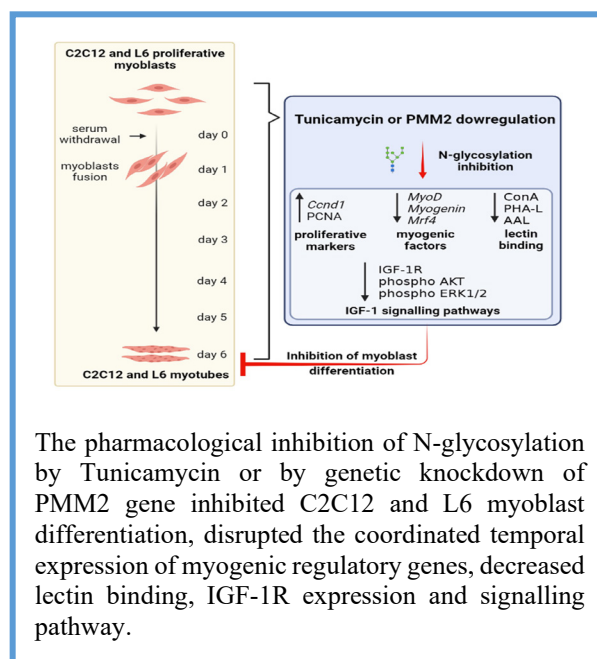 C2C12 and L6 proliferative
myoblasts
serum
withdrawal
day 0
myoblasts
fusion
day 1
day 2
day 3
day 4
day 5
day 6
C2C12 and L6 myotubes
Tunicamycin or PMM2 dowregulation
N-glycosylation
inhibition
Ccnd1
PCNA
proliferative
markers
MyoD
Myogenin
Mrf4
myogenic
factors
ConA
PHA-L
AAL
lectin
binding
IGF-1R
phospho AKT
phospho ERK1/2
IGF-1 signalling pathways
Inhibition of myoblast
differentiation
The pharmacological inhibition of N-glycosylation
by Tunicamycin or by genetic knockdown of
PMM2 gene inhibited C2C12 and L6 myoblast
differentiation, disrupted the coordinated temporal
expression of myogenic regulatory genes, decreased
lectin binding, IGF-1R expression and signalling
pathway.